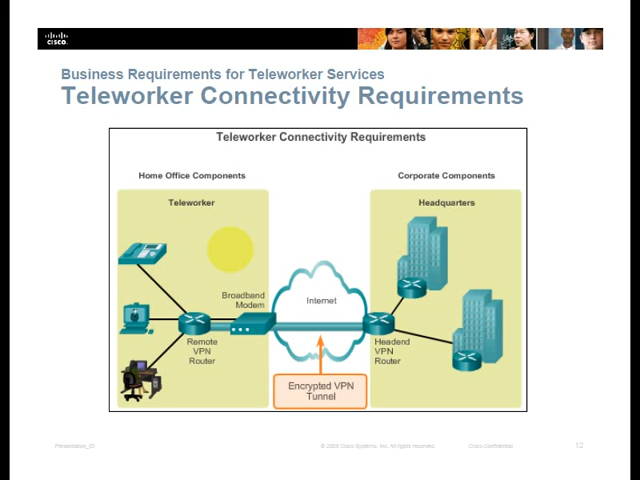 CISCO
Business Requirements for Teleworker Services
Teleworker Connectivity Requirements
Teleworker Connectivity Requirements
Home Office Components
Corporate Components
Teleworker
Headquarters
Broadband
Modem
Internet
Remote
VPN
Router
Headend
VPN
Router
Encrypted VPN
Tunnel
Presentation_ID
© 2008 Cisco Systems, Inc. All rights reserved.
Cisco Confidential
12